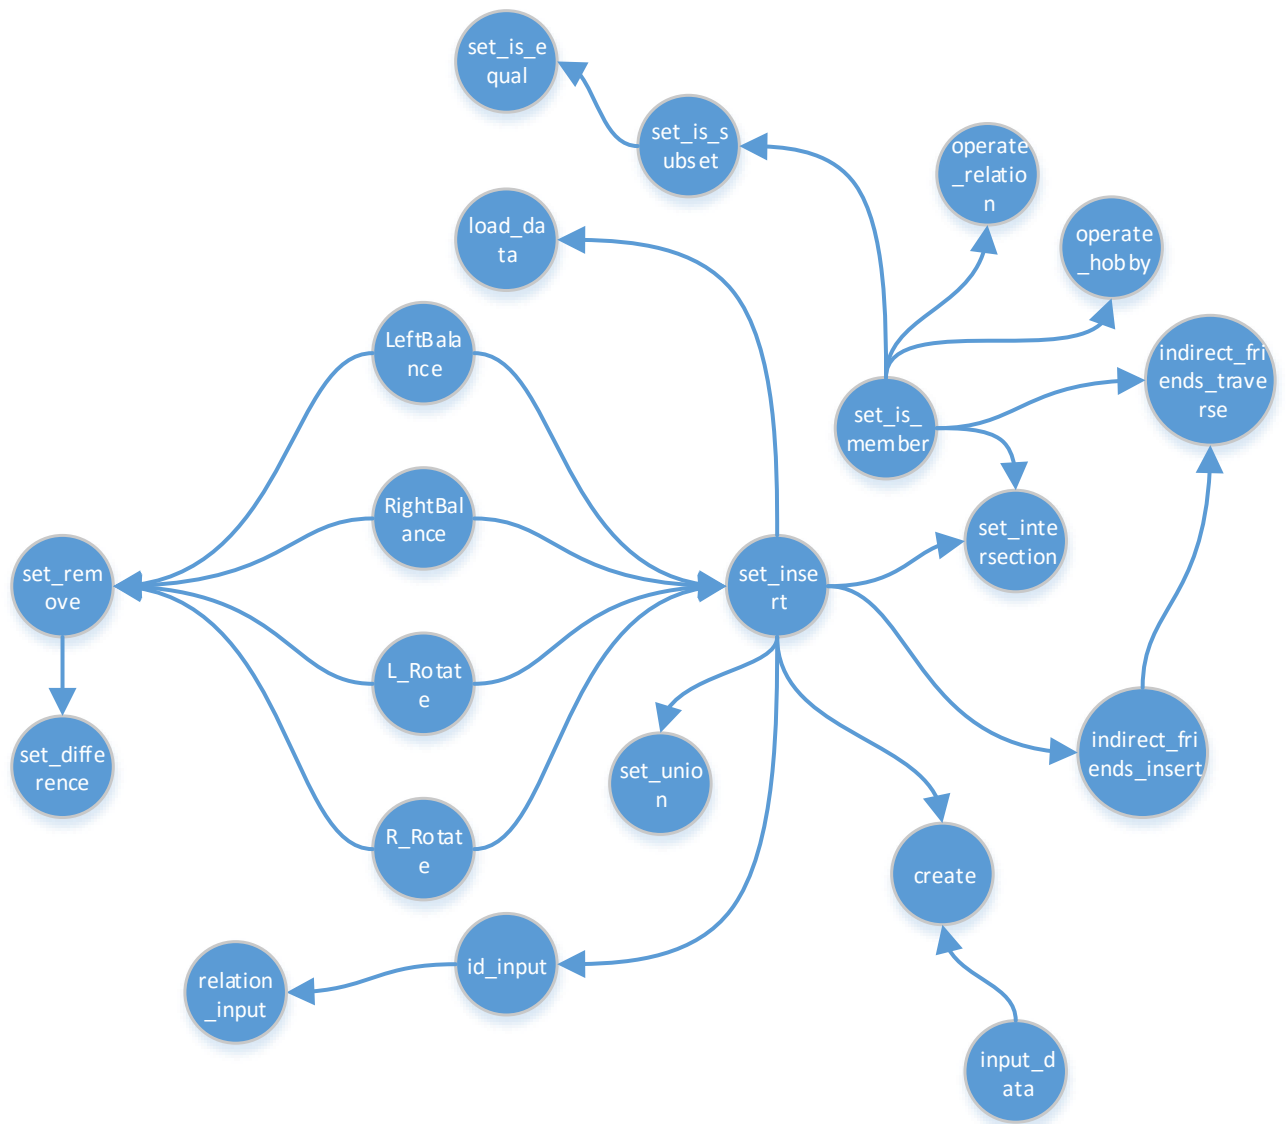 set_is_e
qual
set_is_s
ubset
operate
_relatio
n
load_da
ta
operate
_hobby
LeftBala
nce
indirect_fri
ends_trave
rse
set_is_
member
RightBal
ance
set_inte
rsection
set_rem
ove
set_inse
rt
L_Rotat
e
set_diffe
rence
set_unio
n
indirect_fri
ends_insert
R_Rotat
e
create
id_input
relation
_input
input_d
ata